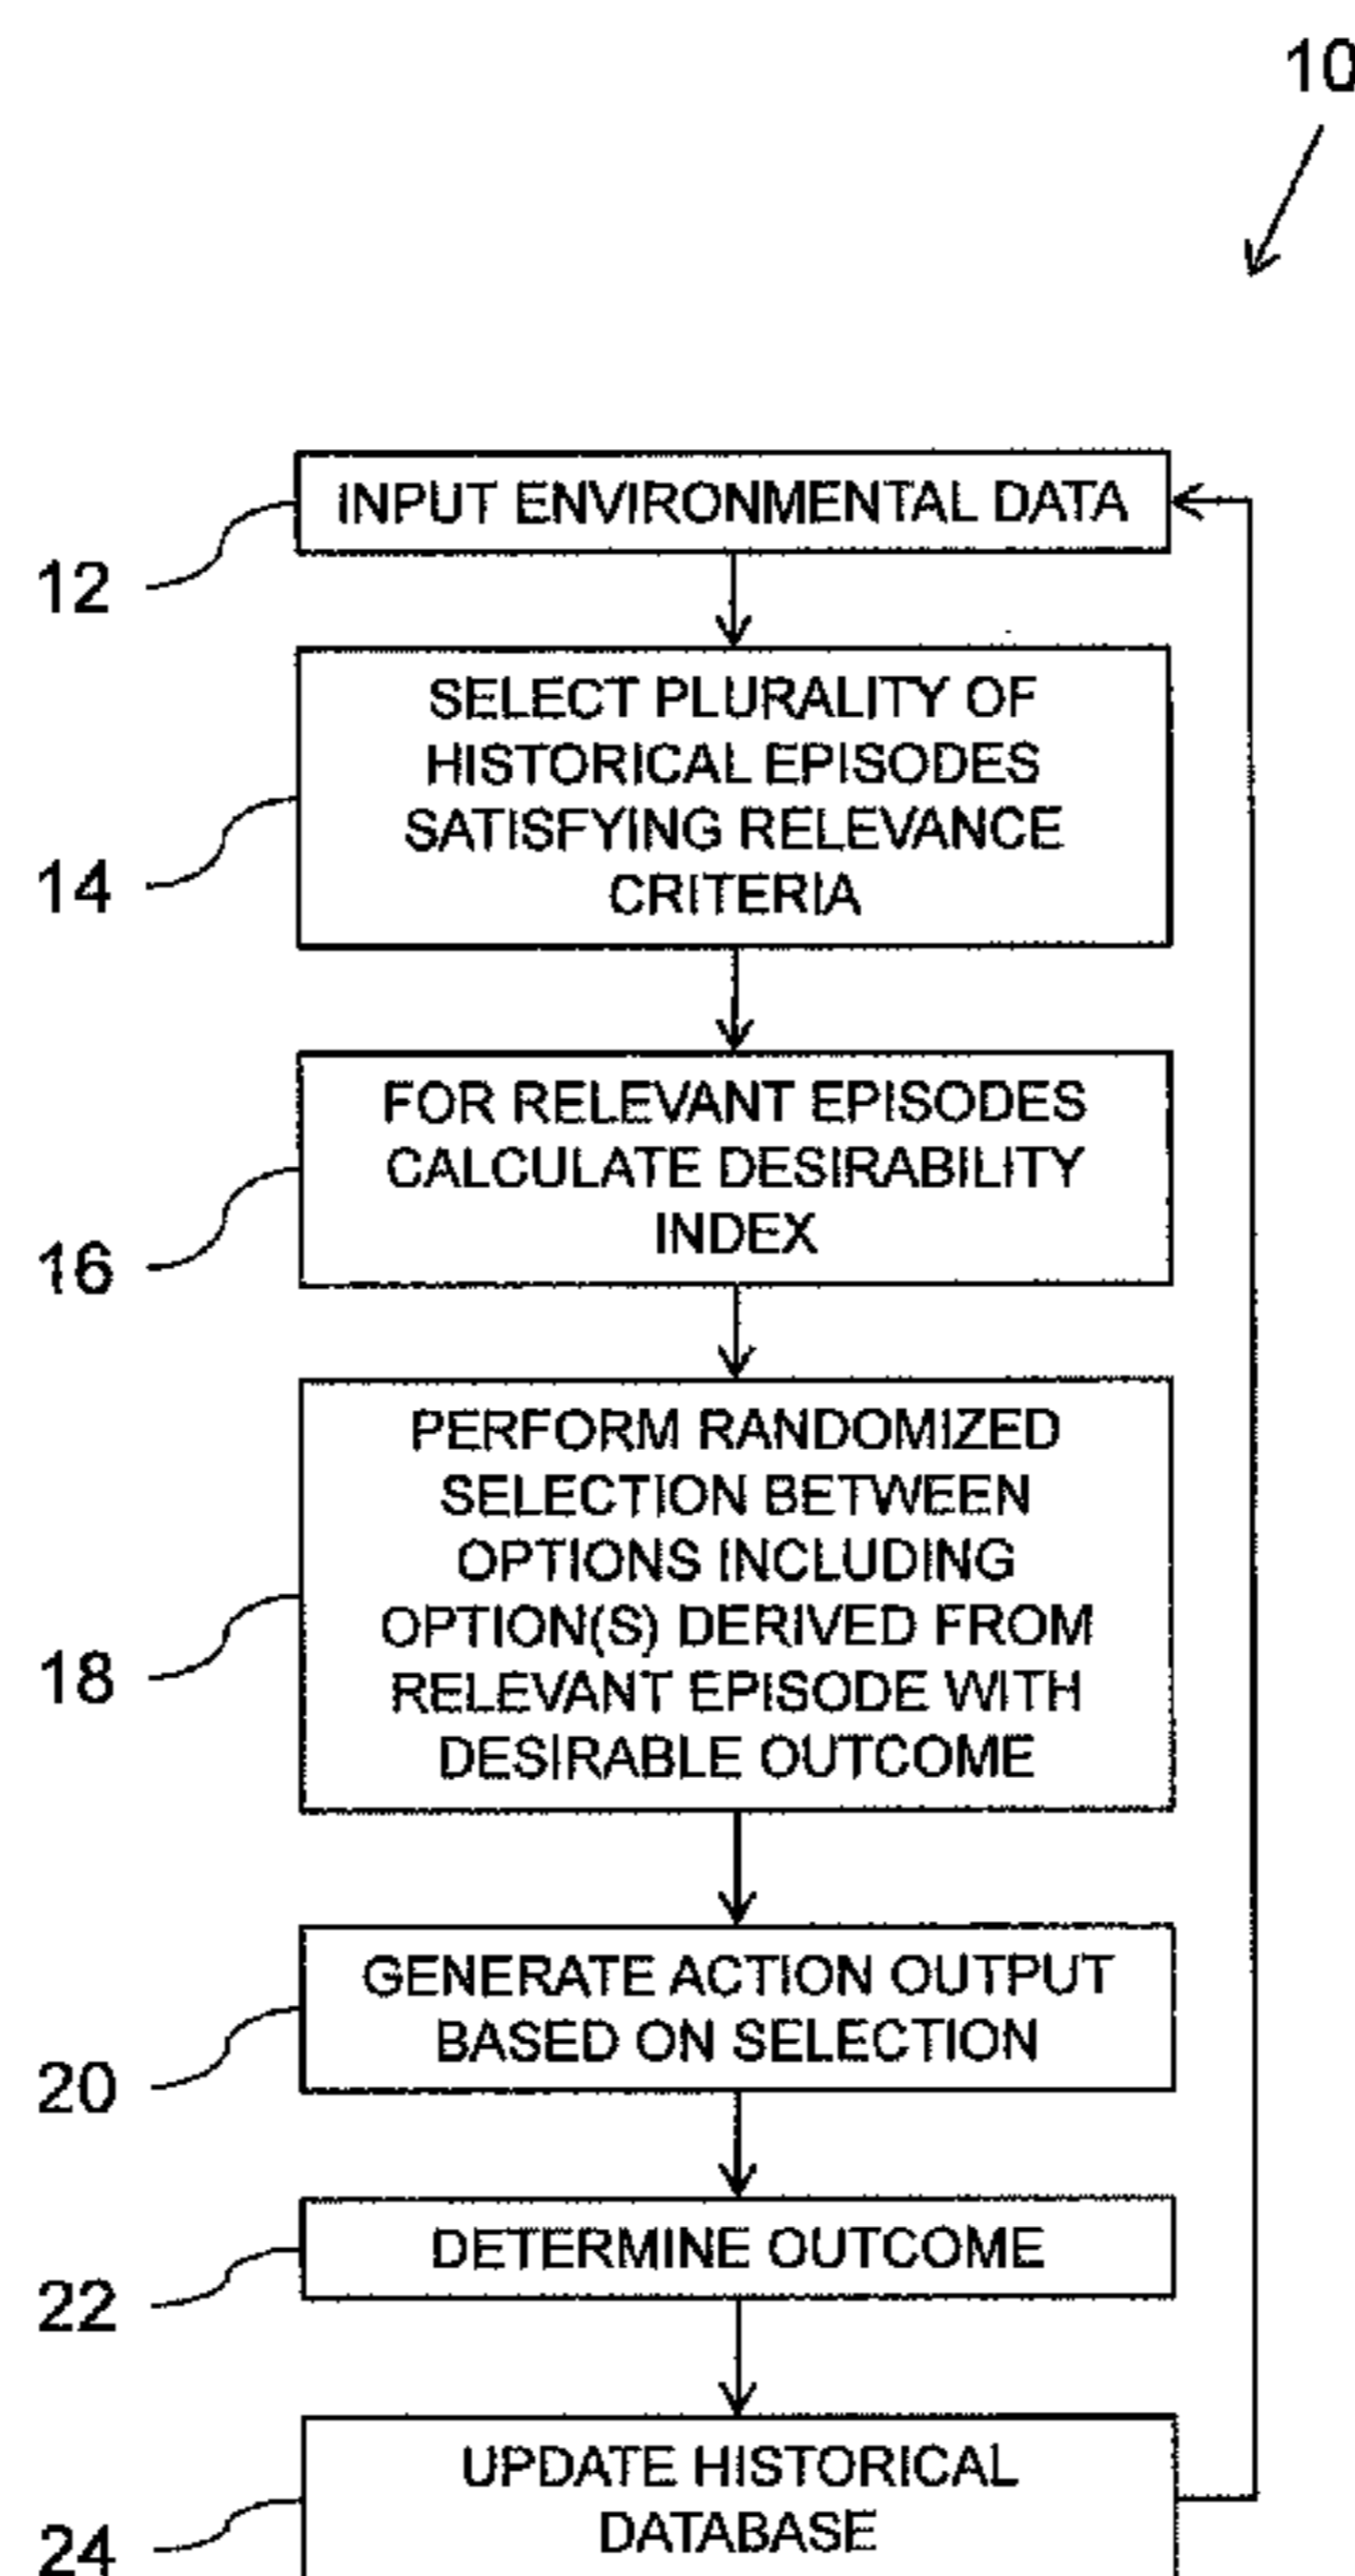 10
INPUT ENVIRONMENTAL DATA
12
SELECT PLURALITY OF
HISTORICAL EPISODES
SATISFYING RELEVANCE
CRITERIA
14
FOR RELEVANT EPISODES
CALCULATE DESIRABILITY
INDEX
16
PERFORM RANDOMIZED
SELECTION BETWEEN
OPTIONS INCLUDING
OPTION(S) DERIVED FROM
RELEVANT EPISODE WITH
DESIRABLE OUTCOME
18
GENERATE ACTION OUTPUT
BASED ON SELECTION
20
DETERMINE OUTCOME
22
UPDATE HISTORICAL
DATABASE
24